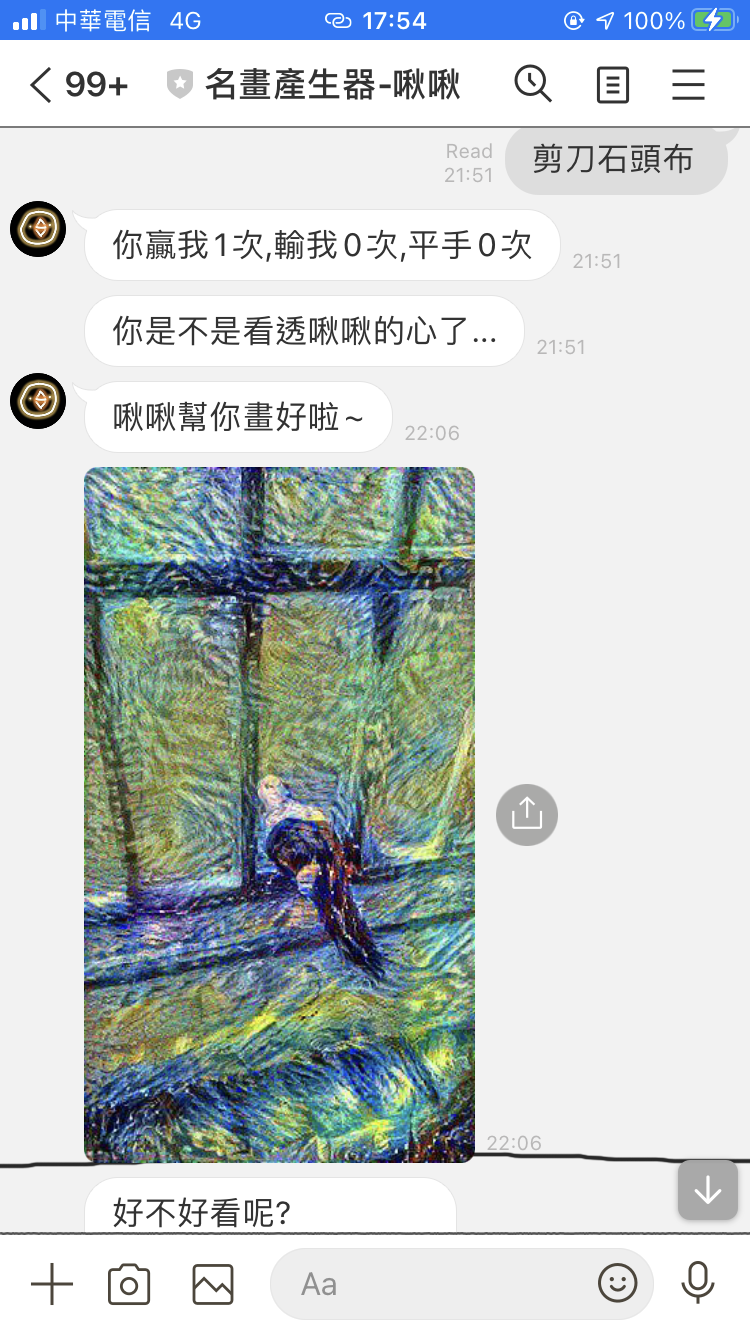 中華電信 4G 17:54 100%
99+ 名畫產生器-啾啾
Read
21:51
剪刀石頭布
你贏我1次,輸我0次,平手0次
21:51
你是不是看透啾啾的心了...
21:51
啾啾幫你畫好啦~
22:06
22:06
好不好看呢?
Aa